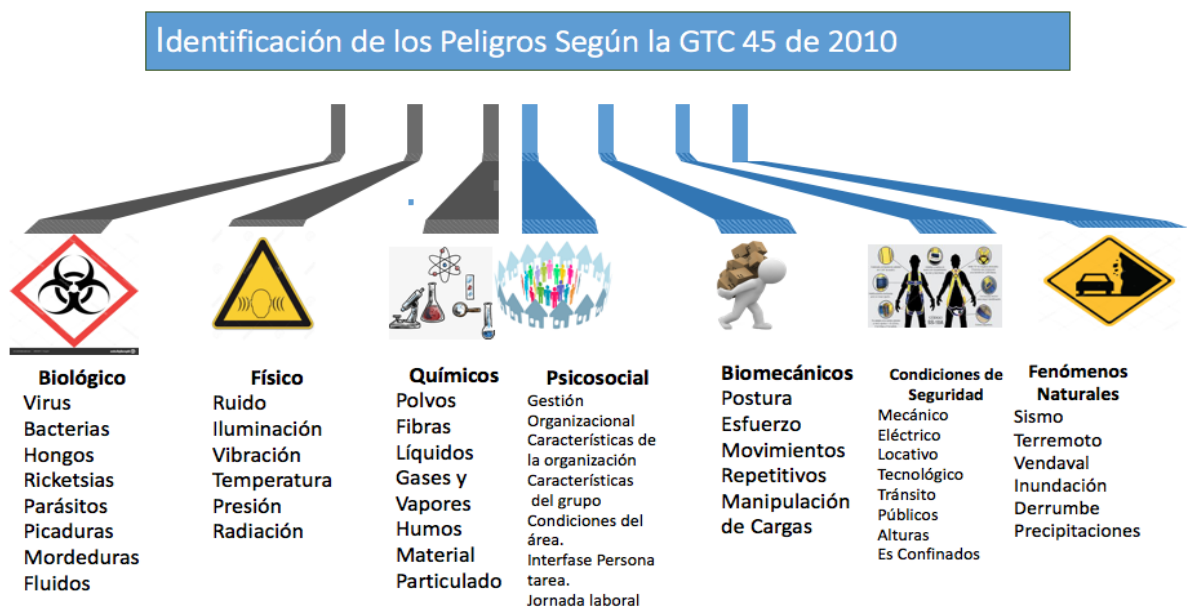 Identificación de los Peligros Según la GTC 45 de 2010
Biológico
Virus
Bacterias
Hongos
Ricketsias
Parásitos
Picaduras
Mordeduras
Fluidos
Físico
Ruido
Iluminación
Vibración
Temperatura
Presión
Radiación
Químicos
Polvos
Fibras
Líquidos
Gases y
Vapores
Humos
Material
Particulado
Psicosocial
Gestión
Organizacional
Características de
la organización
Características
del grupo
Condiciones del
área.
Interfase Persona
tarea.
Jornada laboral
Biomecánicos
Postura
Esfuerzo
Movimientos
Repetitivos
Manipulación
de Cargas
Condiciones de
Seguridad
Mecánico
Eléctrico
Locativo
Tecnológico
Tránsito
Públicos
Alturas
Es Confinados
Fenómenos
Naturales
Sismo
Terremoto
Vendaval
Inundación
Derrumbe
Precipitaciones